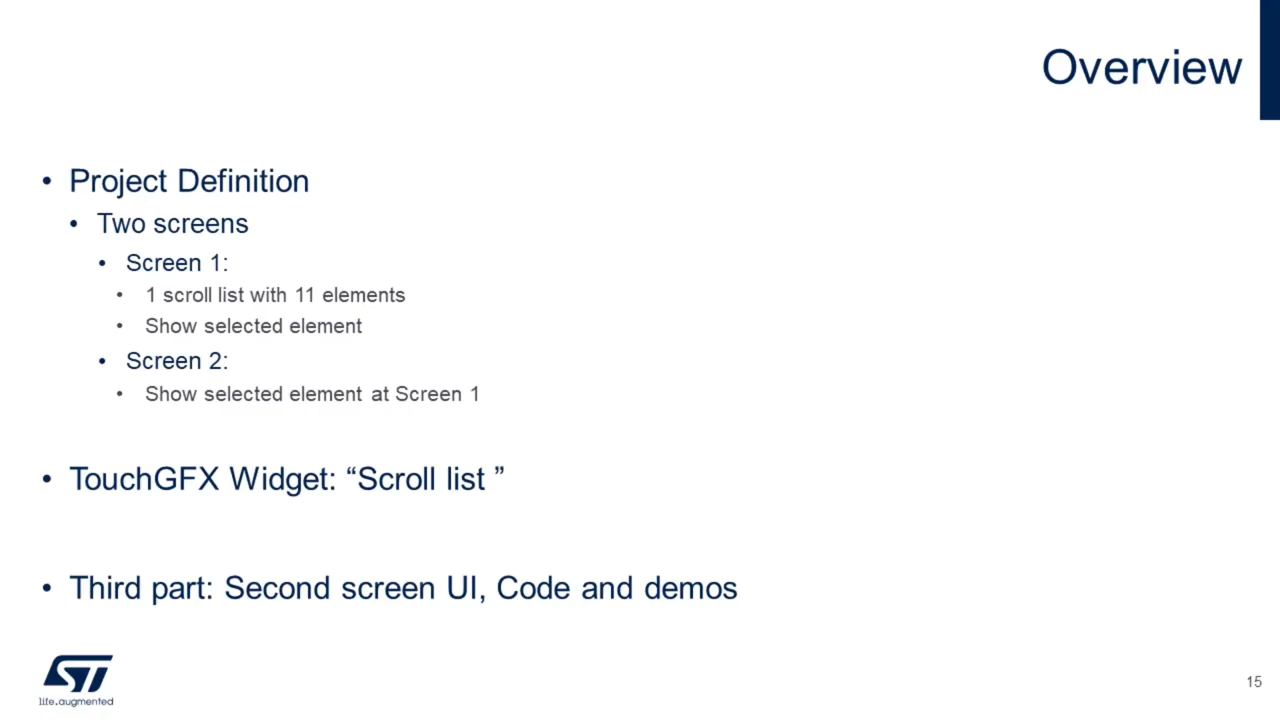 Overview
• Project Definition
• Two screens
• Screen 1:
• 1 scroll list with 11 elements
• Show selected element
• Screen 2:
• Show selected element at Screen 1
• TouchGFX Widget: “Scroll list ”
• Third part: Second screen UI, Code and demos
ST
life.augmented
15